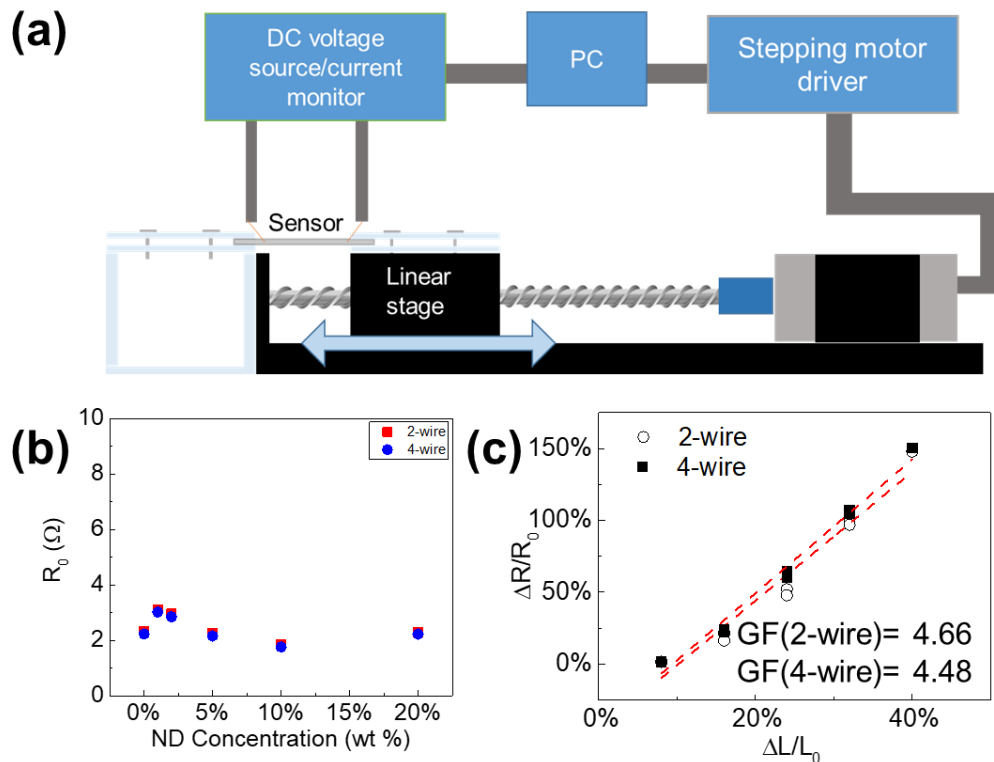 (a)
DC voltage
source/current
monitor
PC
Stepping motor
driver
Sensor
Linear
stage
(b)
10
8
6
4
2
0
R0 (Ω)
2-wire
4-wire
0%
5%
10%
15%
20%
ND Concentration (wt %)
(c)
150%
100%
50%
0%
ΔR/R0
2-wire
4-wire
GF(2-wire)= 4.66
GF(4-wire)= 4.48
0%
20%
40%
ΔL/L0